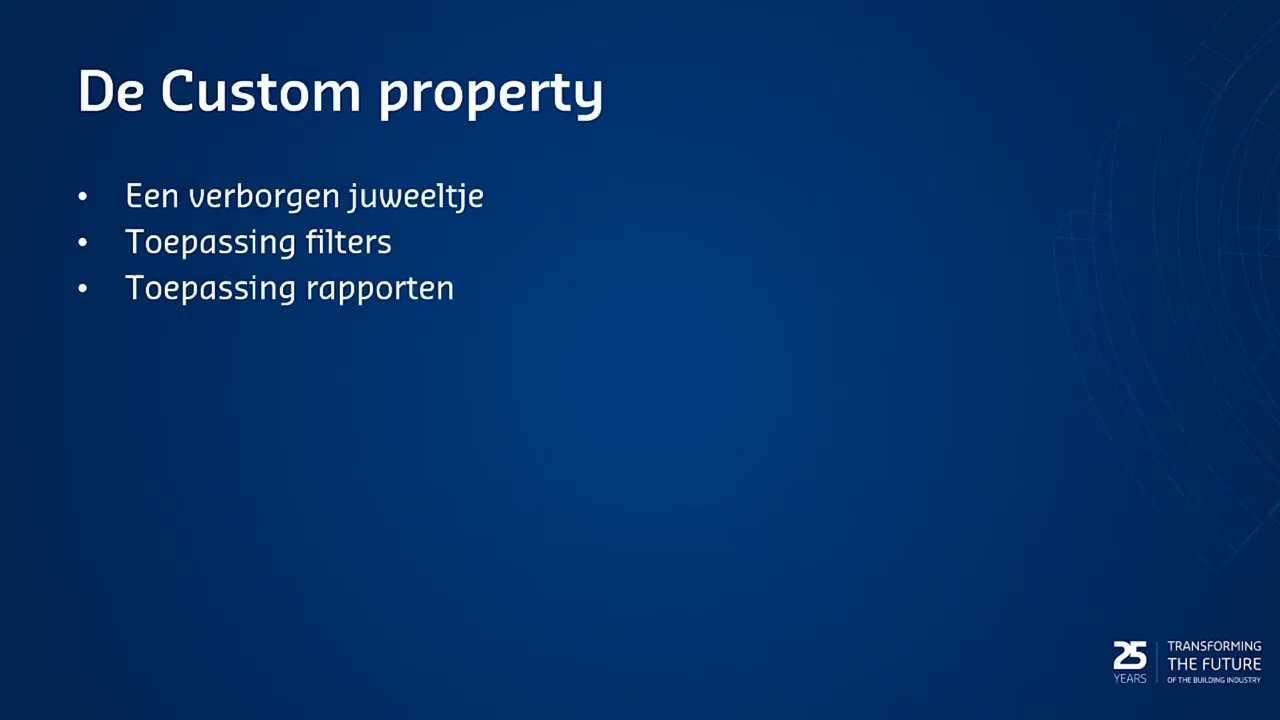 De Custom property
• Een verborgen juweeltje
• Toepassing filters
• Toepassing rapporten
25 YEARS
TRANSFORMING
THE FUTURE
OF THE BUILDING INDUSTRY